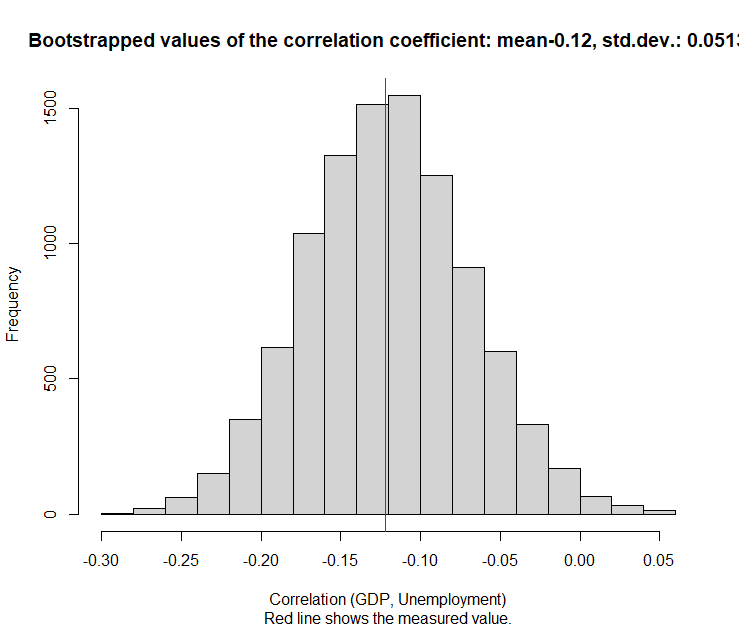 Bootstrapped values of the correlation coefficient: mean-0.12, std.dev.: 0.051
1500
1000
500
0
Frequency
-0.30 -0.25 -0.20 -0.15 -0.10 -0.05 0.00 0.05
Correlation (GDP, Unemployment)
Red line shows the measured value.